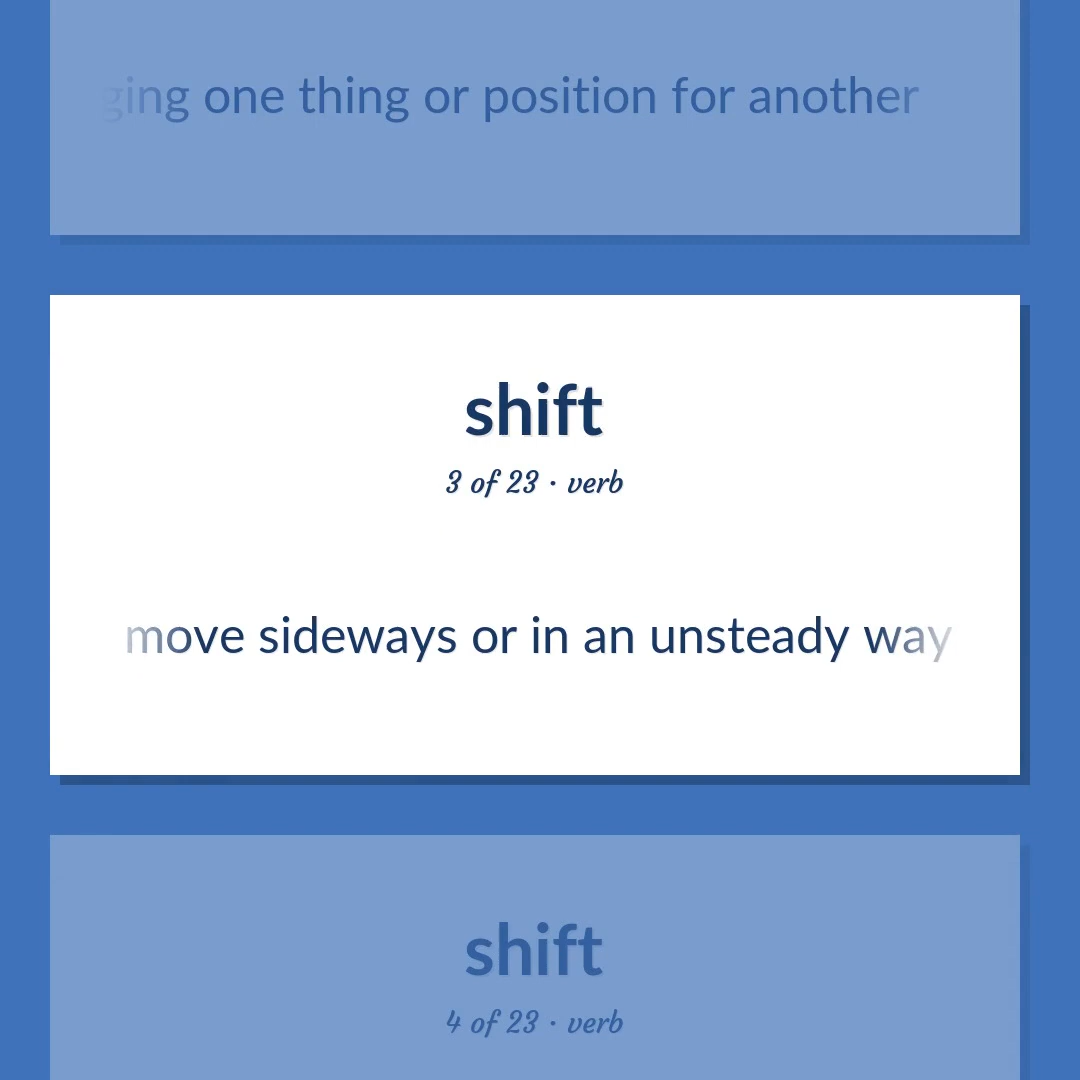 ging one thing or position for another
shift
3 of 23 · verb
move sideways or in an unsteady way
shift
4 of 23 · verb